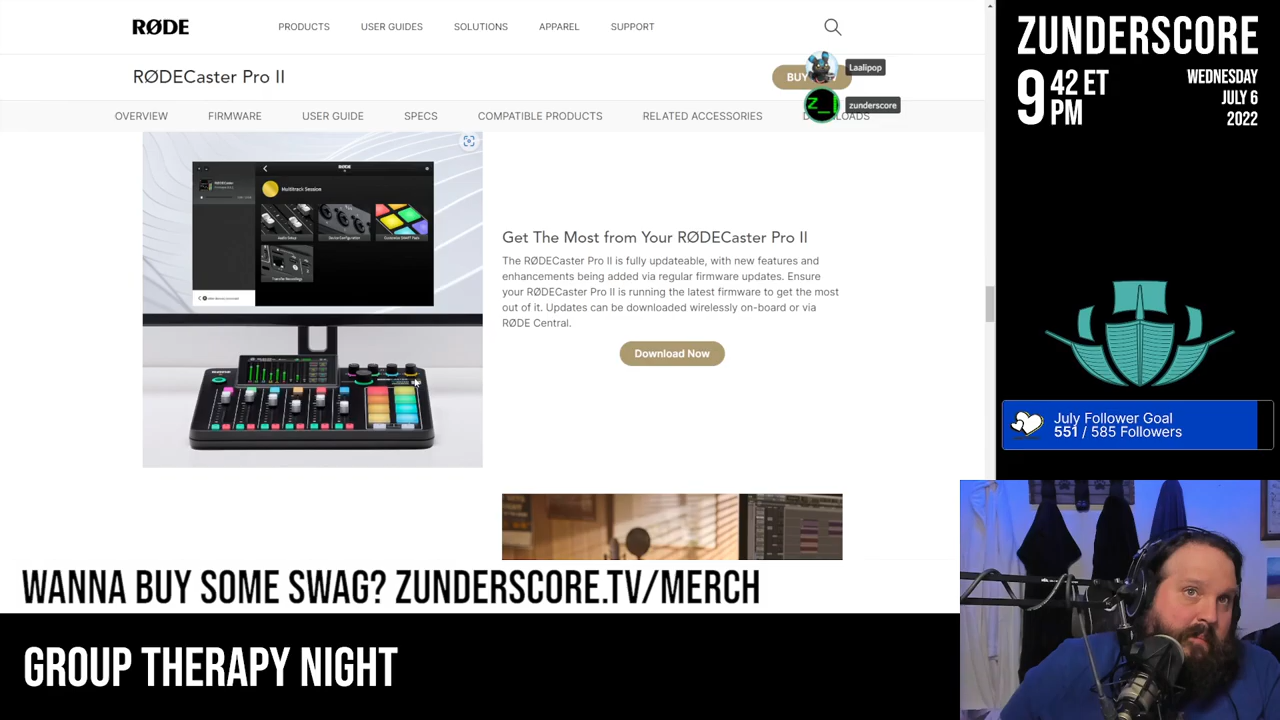 RØDE
PRODUCTS
USER GUIDES
SOLUTIONS
APPAREL
SUPPORT
RØDECaster Pro II
BUY
Laalipop
zunderscore
OVERVIEW
FIRMWARE
USER GUIDE
SPECS
COMPATIBLE PRODUCTS
RELATED ACCESSORIES
RØDE
Multitrack Session
Get The Most from Your RØDECaster Pro II
The RØDECaster Pro II is fully updateable, with new features and
enhancements being added via regular firmware updates. Ensure
your RØDECaster Pro II is running the latest firmware to get the most
out of it. Updates can be downloaded wirelessly on-board or via
RØDE Central.
Download Now
ZUNDERSCORE
9 42 ET
PM
WEDNESDAY
JULY 6
2022
July Follower Goal
551 / 585 Followers
WANNA BUY SOME SWAG? ZUNDERSCORE.TV/MERCH
GROUP THERAPY NIGHT